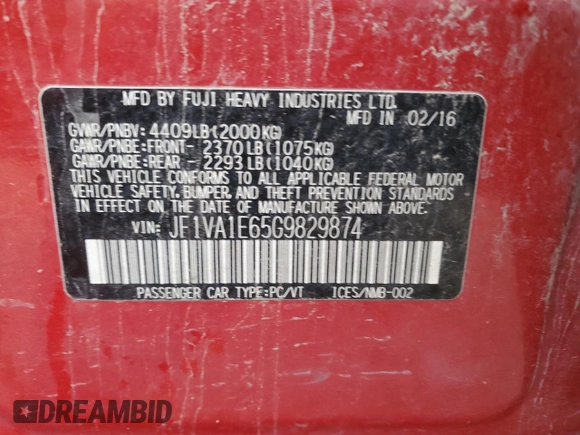 MFD BY FUJI HEAVY INDUSTRIES LTD.
MFD IN 02/16
GVWR/PNBV: 4409LB(2000KG)
GAWR/PNBE:FRONT- 2370LB(1075KG)
GAWR/PNBE:REAR - 2293LB(1040KG)
THIS VEHICLE CONFORMS TO ALL APPLICABLE FEDERAL MOTOR
VEHICLE SAFETY, BUMPER, AND THEFT PREVENTION STANDARDS
IN EFFECT ON THE DATE OF MANUFACTURE SHOWN ABOVE.
VIN: JF1VA1E65G9829874
PASSENGER CAR TYPE:PC/VT ICES/NMB-002
DREAMBID